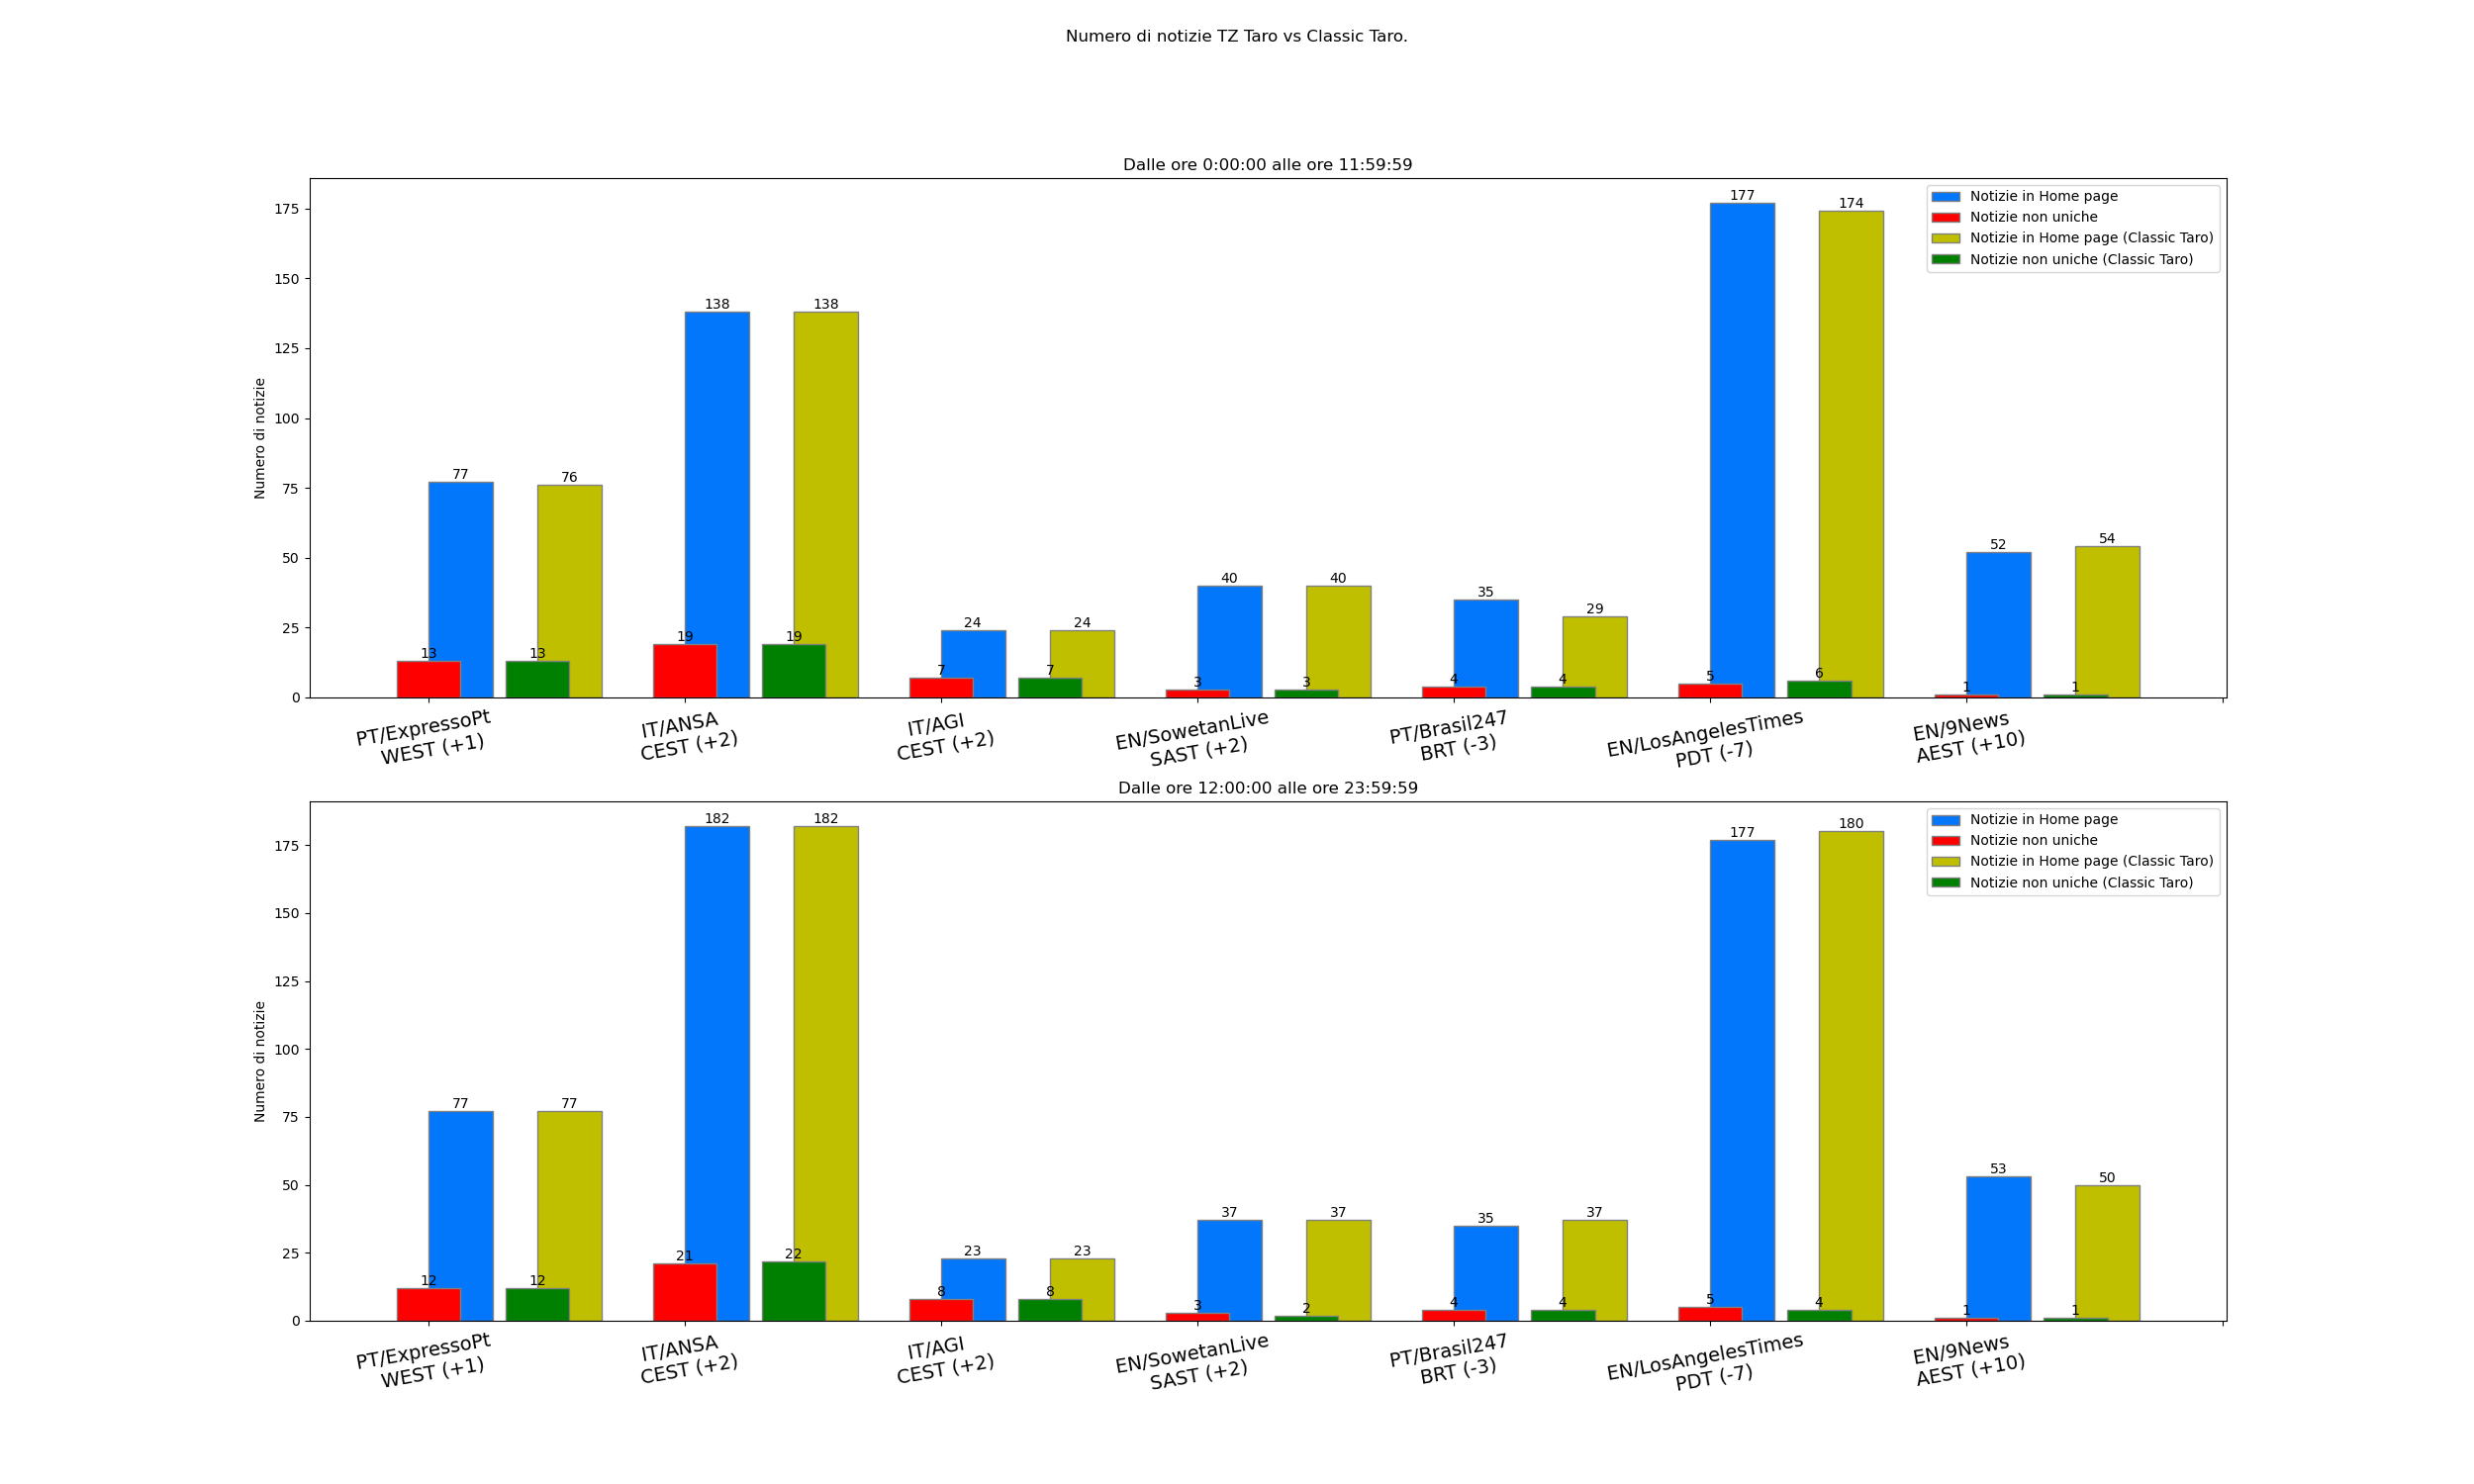 Numero di notizie TZ Taro vs Classic Taro.
Dalle ore 0:00:00 alle ore 11:59:59
Numero di notizie
175
150
125
100
75
50
25
0
Notizie in Home page
Notizie non uniche
Notizie in Home page (Classic Taro)
Notizie non uniche (Classic Taro)
77
76
138
138
24
24
40
40
35
29
177
174
52
54
13
13
19
19
7
7
3
3
4
4
5
6
1
1
PT/ExpressoPt
WEST (+1)
IT/ANSA
CEST (+2)
IT/AGI
CEST (+2)
EN/SowetanLive
SAST (+2)
PT/Brasil247
BRT (-3)
EN/LosAngelesTimes
PDT (-7)
EN/9News
AEST (+10)
Dalle ore 12:00:00 alle ore 23:59:59
Numero di notizie
175
150
125
100
75
50
25
0
Notizie in Home page
Notizie non uniche
Notizie in Home page (Classic Taro)
Notizie non uniche (Classic Taro)
77
77
182
182
23
23
37
37
35
37
177
180
53
50
12
12
21
22
8
8
3
2
4
4
5
4
1
1
PT/ExpressoPt
WEST (+1)
IT/ANSA
CEST (+2)
IT/AGI
CEST (+2)
EN/SowetanLive
SAST (+2)
PT/Brasil247
BRT (-3)
EN/LosAngelesTimes
PDT (-7)
EN/9News
AEST (+10)